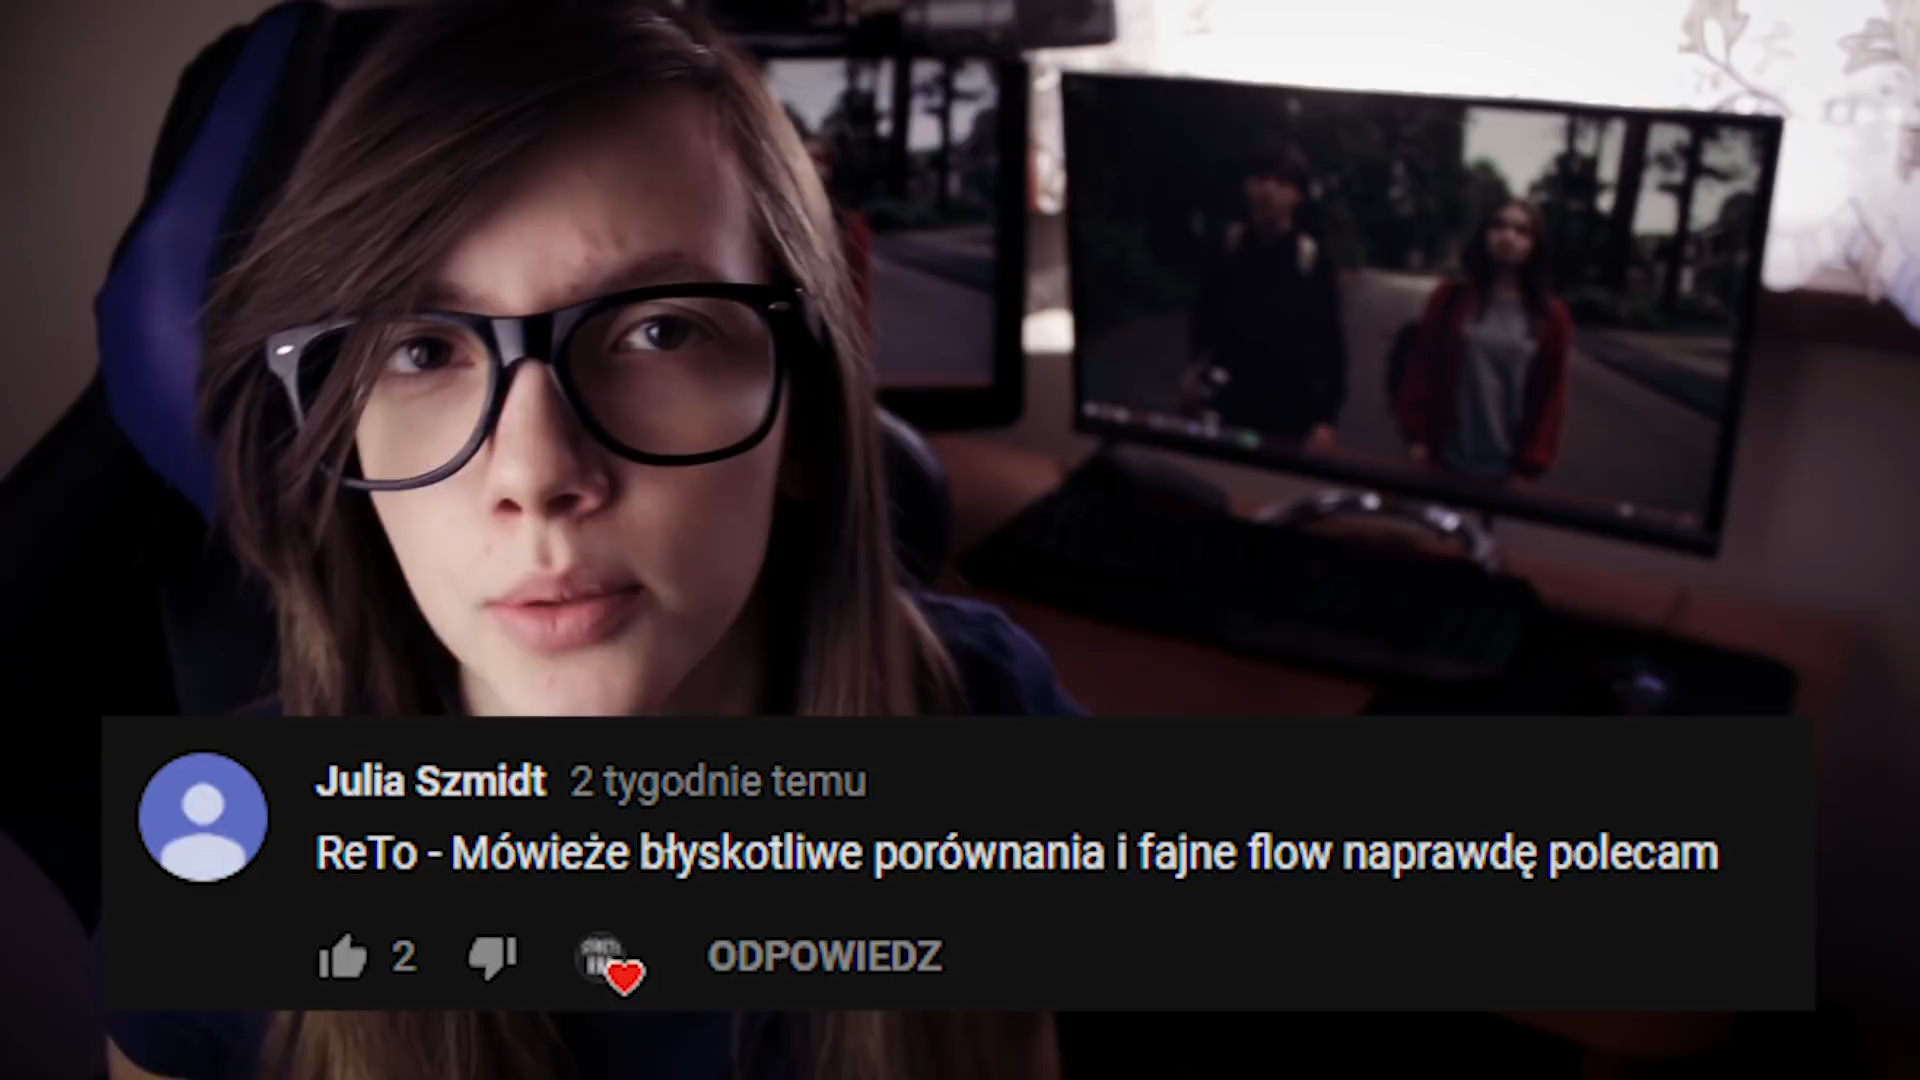 Julia Szmidt 2 tygodnie temu
ReTo - Mówieże błyskotliwe porównania i fajne flow naprawdę polecam
2 ODPOWIEDZ